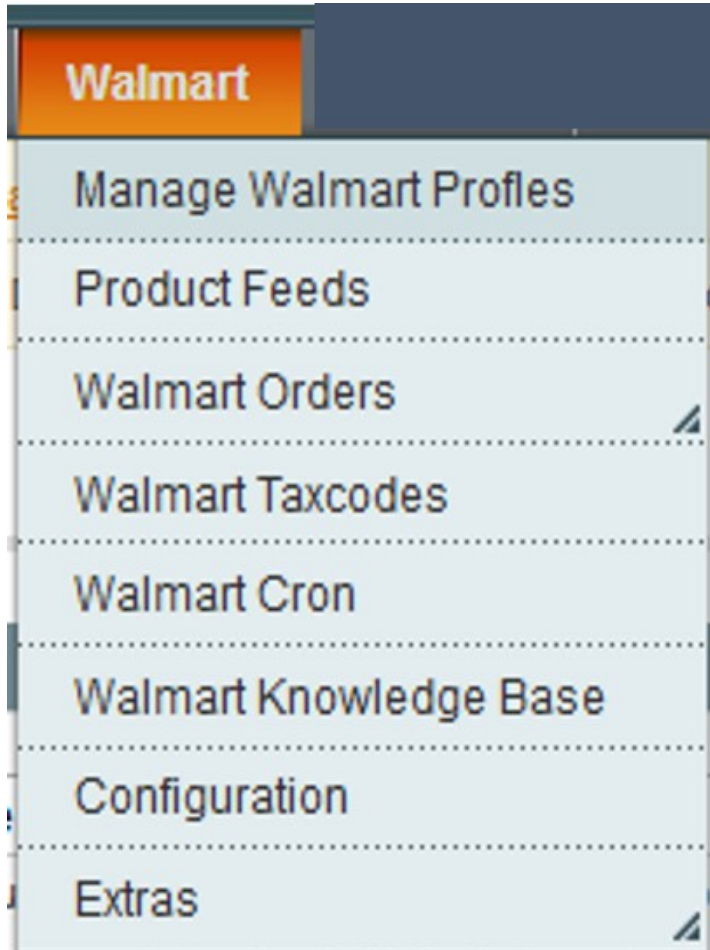 Walmart
Manage Walmart Profles
Product Feeds
Walmart Orders
Walmart Taxcodes
Walmart Cron
Walmart Knowledge Base
Configuration
Extras